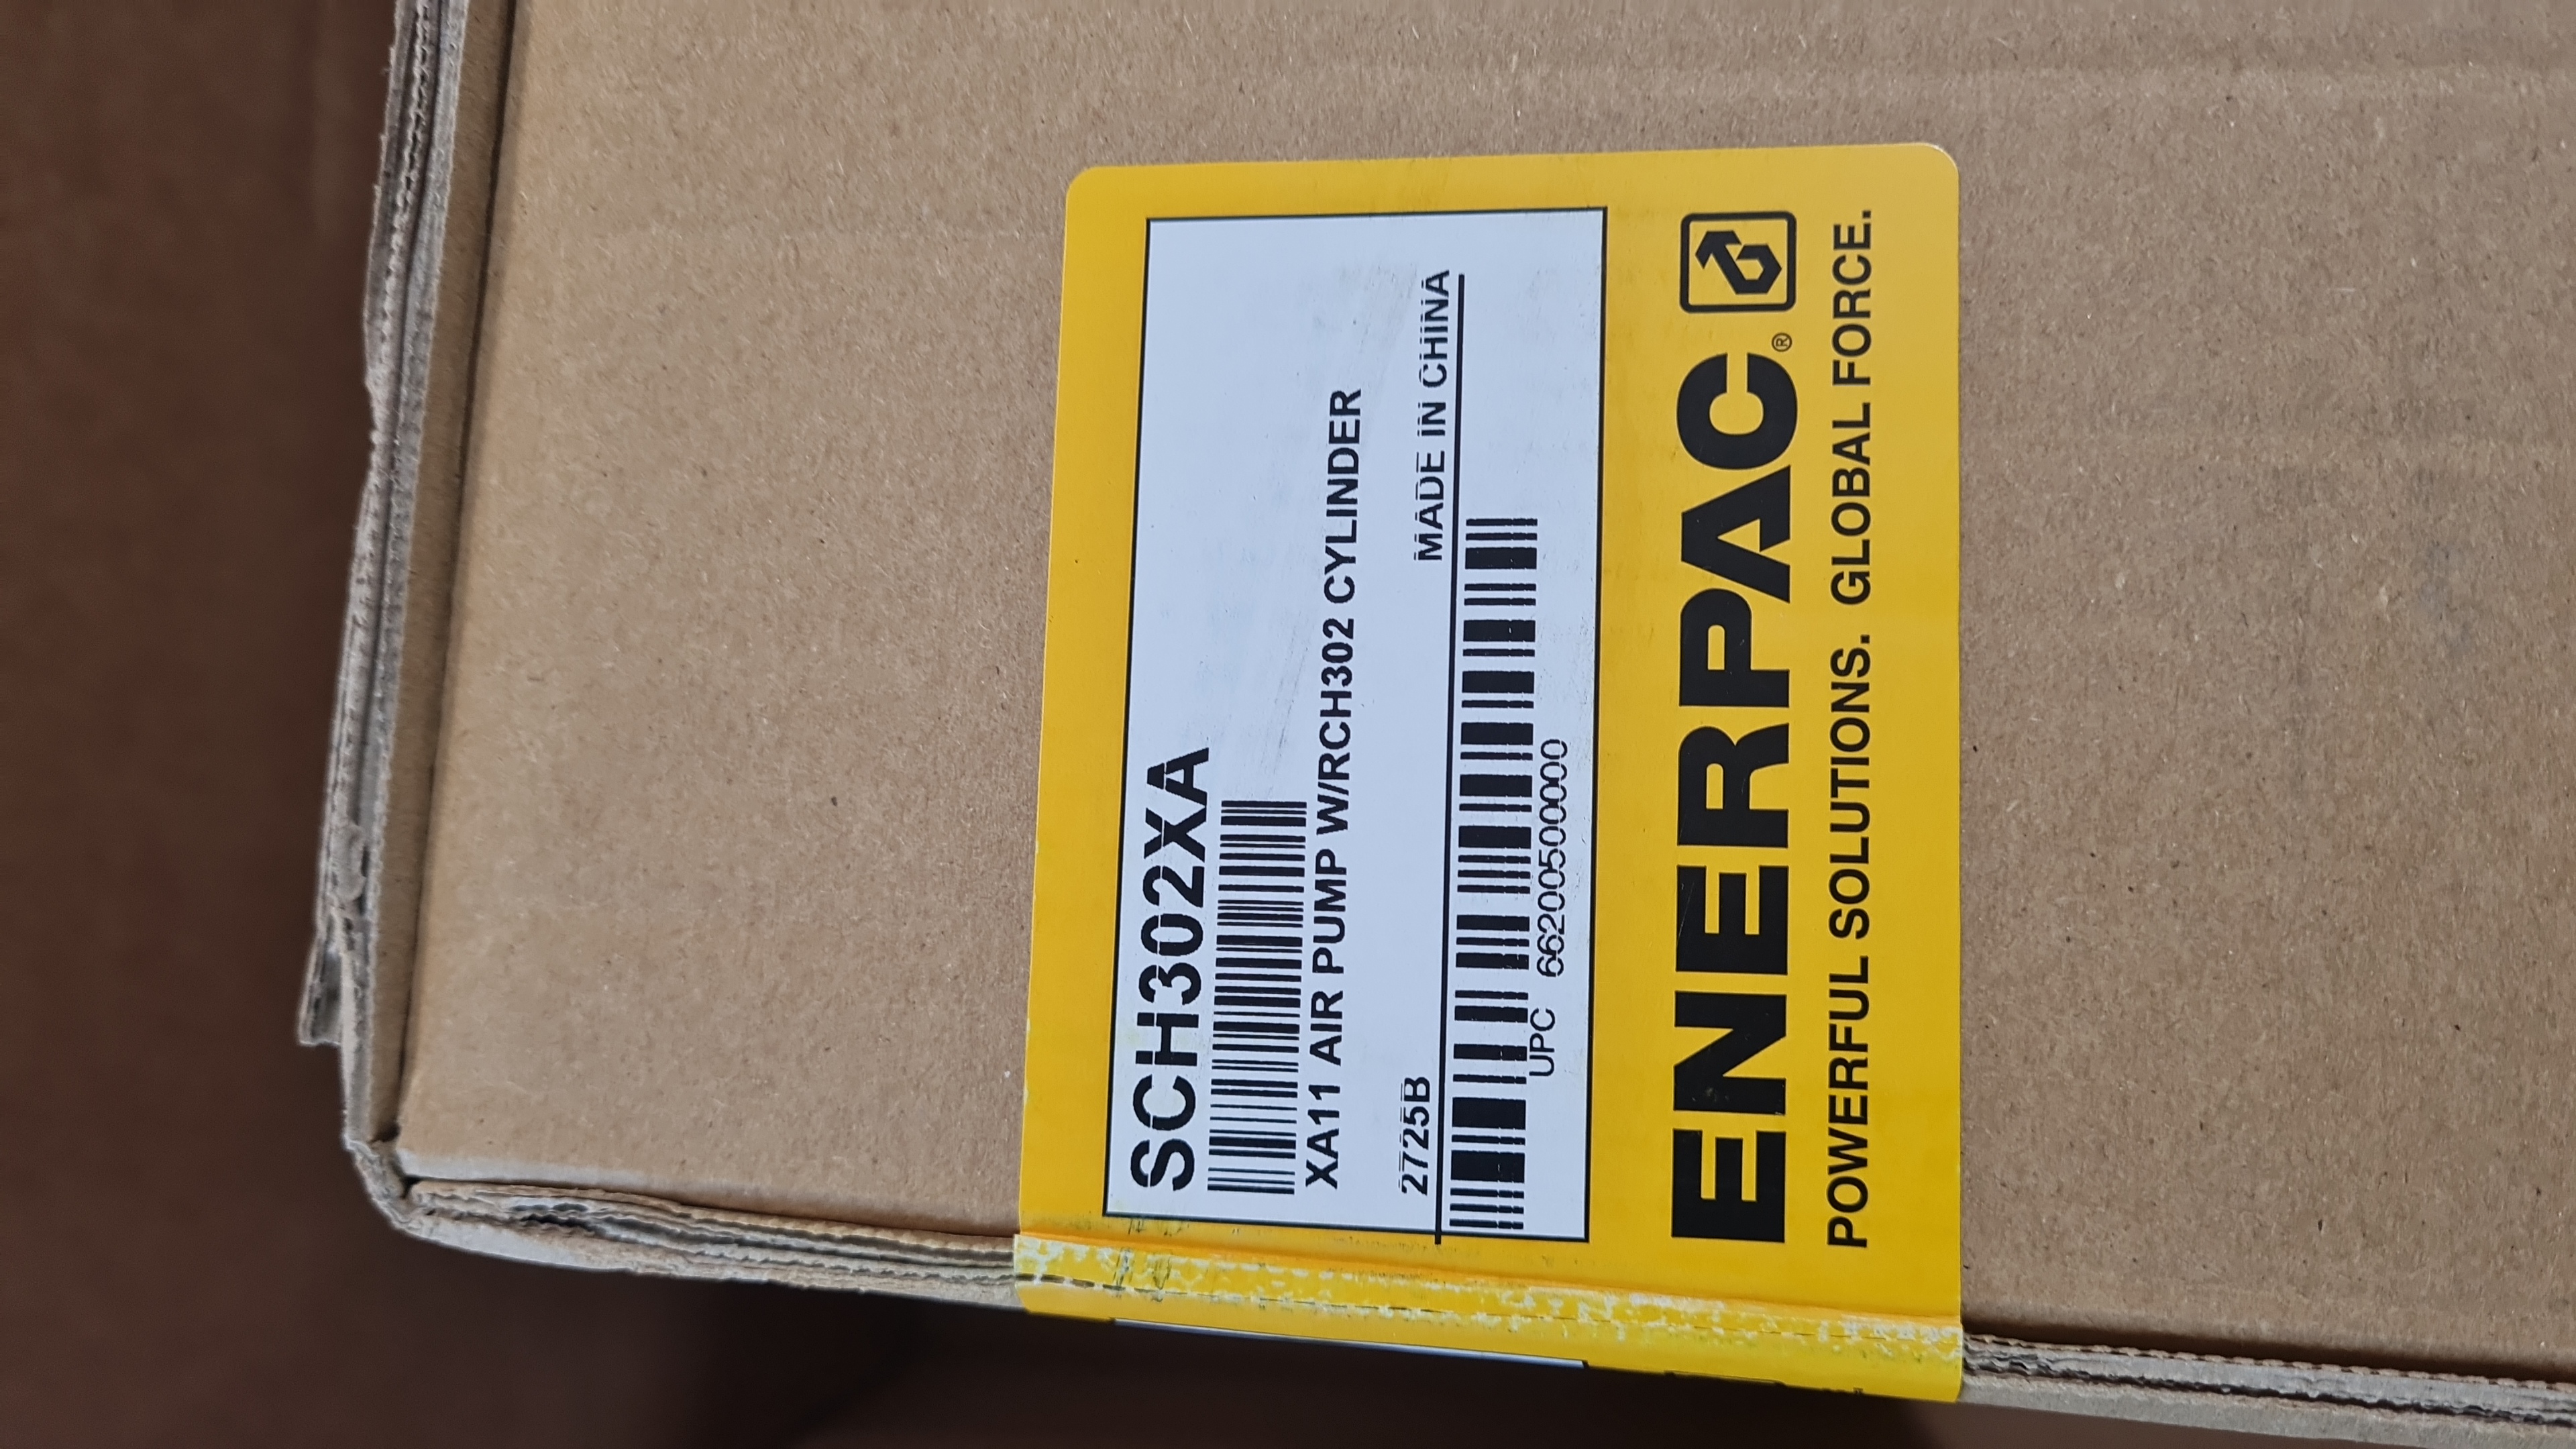 SCH302XA
XA11 AIR PUMP W/RCH302 CYLINDER
2725B MADE IN CHINA
UPC 662005000000
ENERPAC®
POWERFUL SOLUTIONS. GLOBAL FORCE.